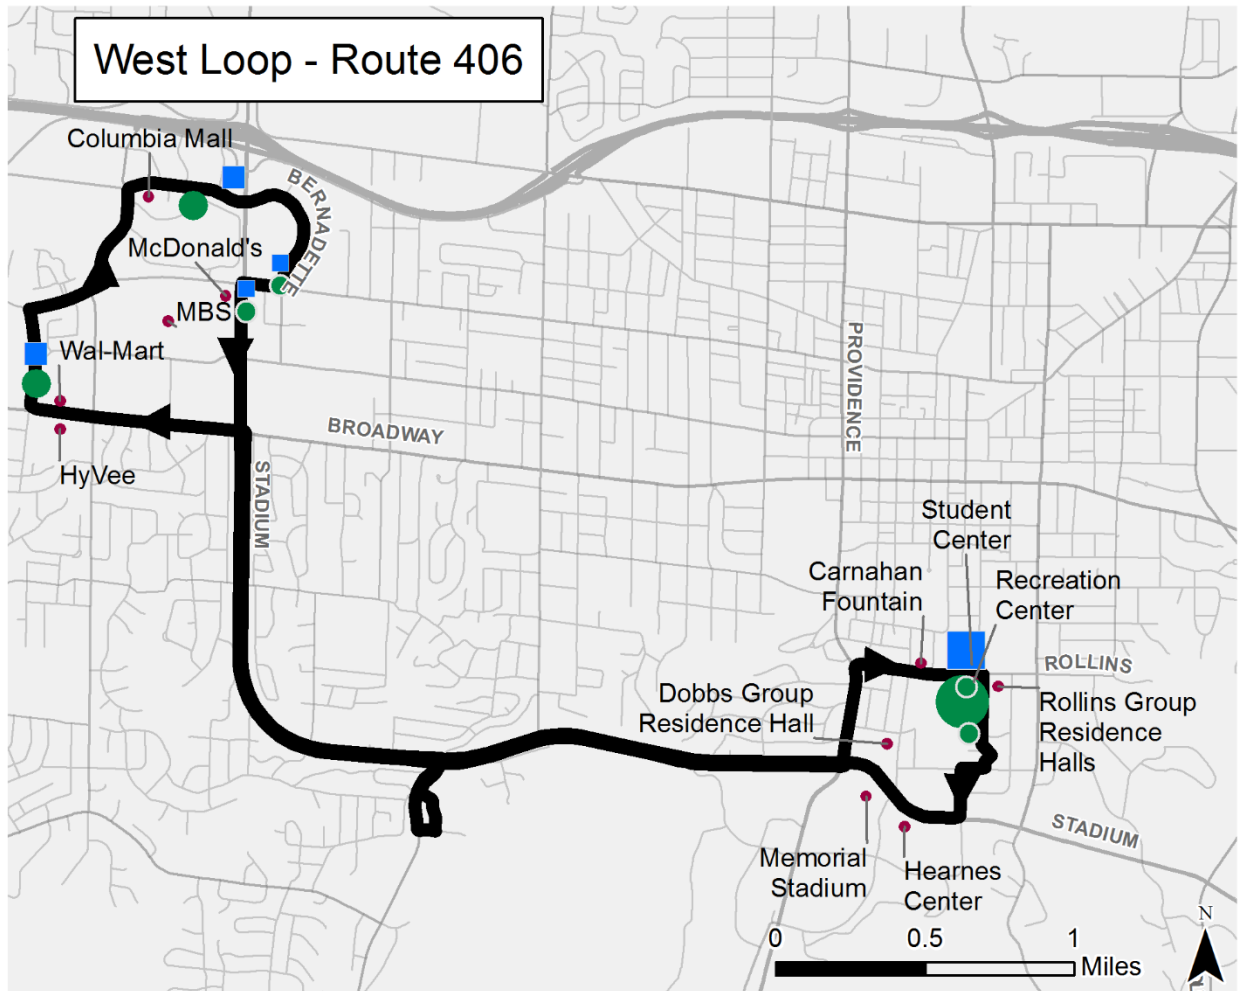 West Loop - Route 406
Columbia Mall
BERNADETTE
McDonald's
MBS
Wal-Mart
HyVee
BROADWAY
STADIUM
PROVIDENCE
Student
Center
Carnahan
Fountain
Recreation
Center
ROLLINS
Dobbs Group
Residence Hall
Rollins Group
Residence
Halls
Memorial
Stadium
Hearnes
Center
STADIUM
N
0 0.5 1
Miles